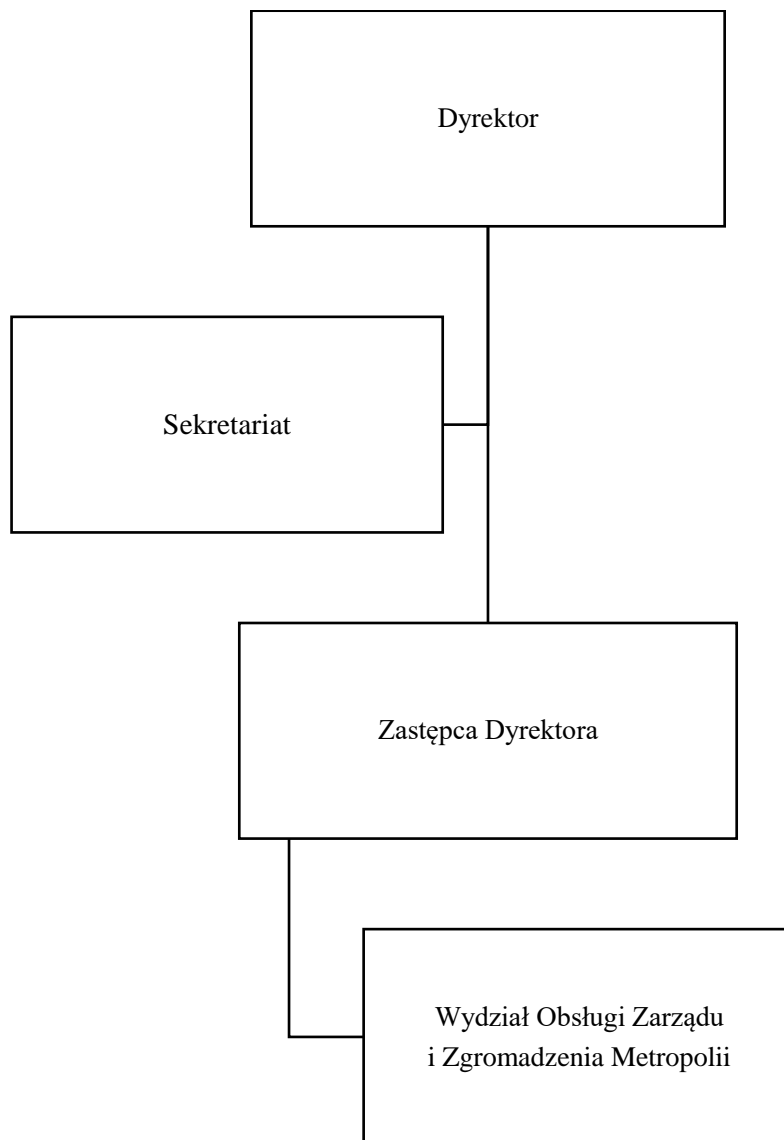 Dyrektor
Sekretariat
Zastępca Dyrektora
Wydział Obsługi Zarządu
i Zgromadzenia Metropolii